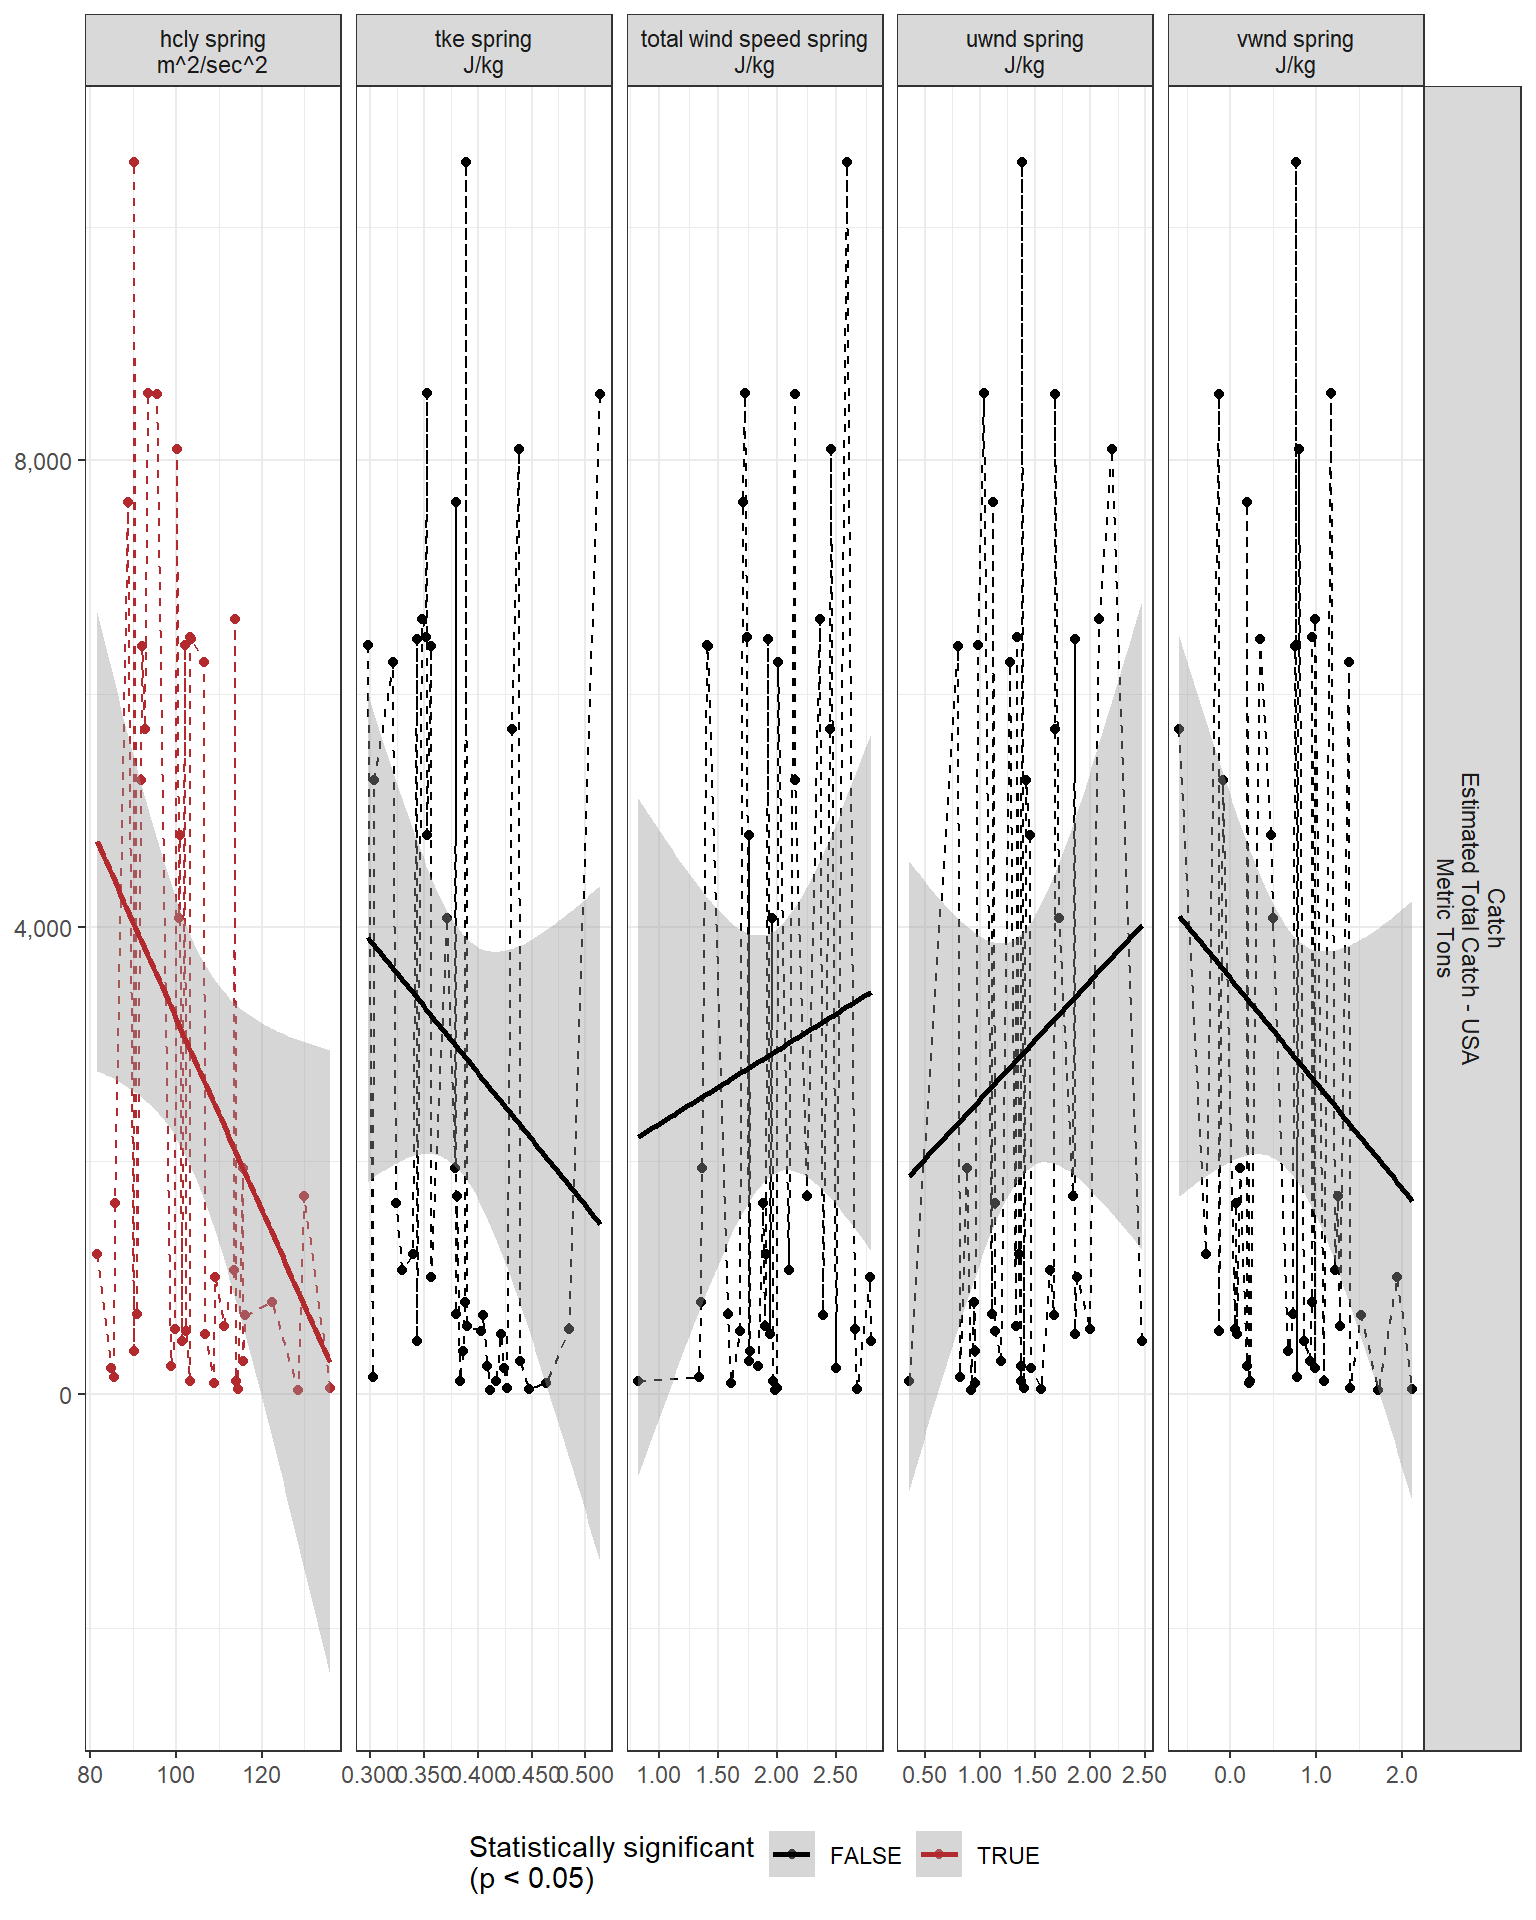 hcly spring
m^2/sec^2
tke spring
J/kg
total wind speed spring
J/kg
uwnd spring
J/kg
vwnd spring
J/kg
8,000
4,000
0
Catch
Estimated Total Catch - USA
Metric Tons
80 100 120
0.300 0.350 0.400 0.450 0.500
1.00 1.50 2.00 2.50
0.50 1.00 1.50 2.00 2.50
0.0 1.0 2.0
Statistically significant
(p < 0.05)
FALSE
TRUE